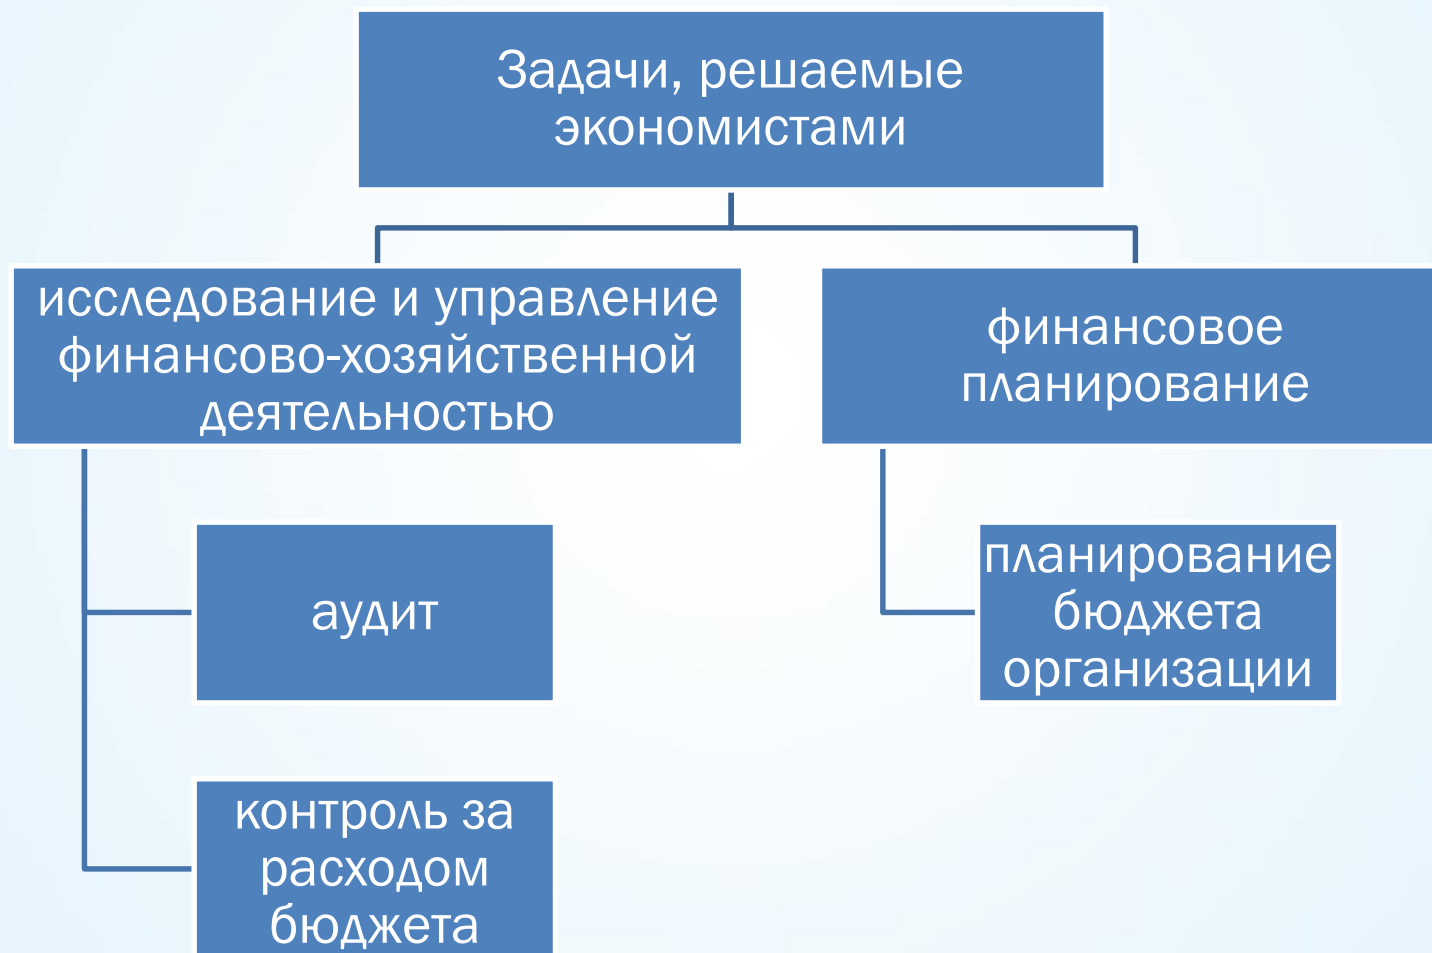 Задачи, решаемые
экономистами
исследование и управление
финансово-хозяйственной
деятельностью
финансовое
планирование
аудит
планирование
бюджета
организации
контроль за
расходом
бюджета